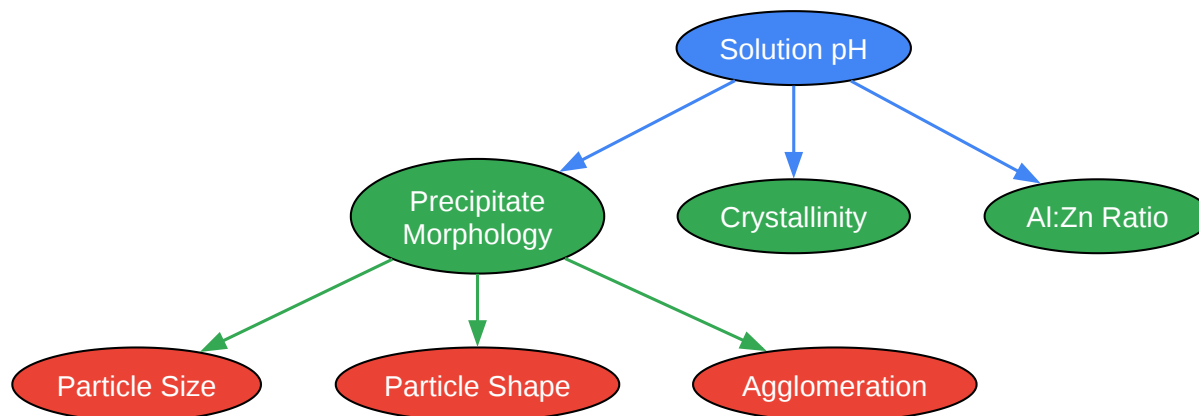 Solution pH
Precipitate
Morphology
Crystallinity
Al:Zn Ratio
Particle Size
Particle Shape
Agglomeration